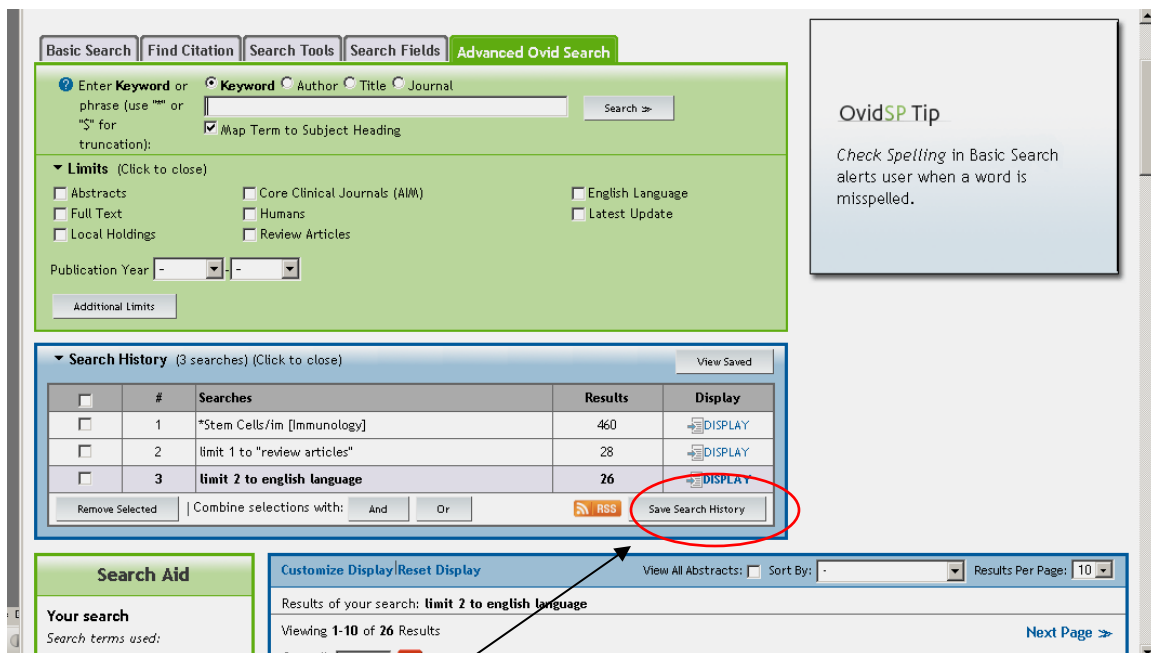 Basic Search Find Citation Search Tools Search Fields Advanced Ovid Search
Enter Keyword or phrase (use "*" or "$" for truncation):
Keyword Author Title Journal
Search >>
Map Term to Subject Heading
Limits (Click to close)
Abstracts Core Clinical Journals (AIM) English Language
Full Text Humans Latest Update
Local Holdings Review Articles
Publication Year - - -
Additional Limits
OvidSP Tip
Check Spelling in Basic Search
alerts user when a word is
misspelled.
Search History (3 searches) (Click to close) View Saved
# Searches Results Display
1 *Stem Cells/im [Immunology] 460 DISPLAY
2 limit 1 to "review articles" 28 DISPLAY
3 limit 2 to english language 26 DISPLAY
Remove Selected | Combine selections with: And Or RSS Save Search History
Search Aid
Your search
Search terms used:
Customize Display|Reset Display View All Abstracts: Sort By: - Results Per Page: 10
Results of your search: limit 2 to english language
Viewing 1-10 of 26 Results Next Page >>